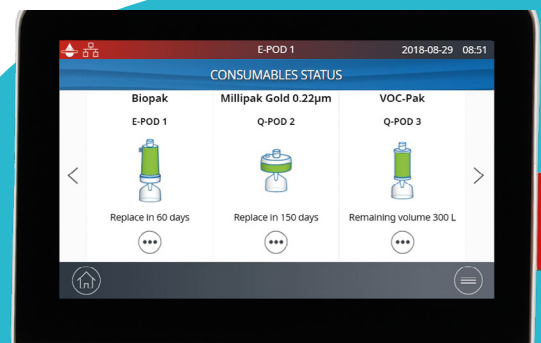 E-POD 1 2018-08-29 08:51
CONSUMABLES STATUS
Biopak Millipak Gold 0.22µm VOC-Pak
E-POD 1 Q-POD 2 Q-POD 3
Replace in 60 days Replace in 150 days Remaining volume 300 L